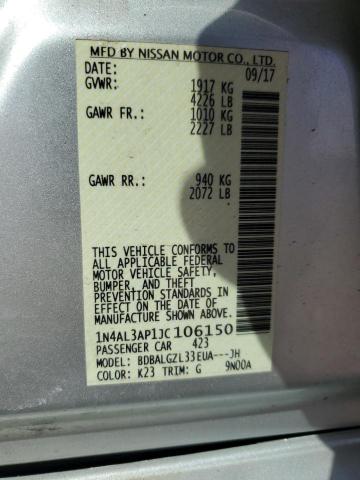 MFD BY NISSAN MOTOR CO., LTD.
DATE: 09/17
GVWR: 1917 KG
4226 LB
GAWR FR.: 1010 KG
2227 LB
GAWR RR.: 940 KG
2072 LB
THIS VEHICLE CONFORMS TO
ALL APPLICABLE FEDERAL
MOTOR VEHICLE SAFETY,
BUMPER, AND THEFT
PREVENTION STANDARDS IN
EFFECT ON THE DATE OF
MANUFACTURE SHOWN ABOVE.
1N4AL3AP1JC106150
PASSENGER CAR 423
MODEL: BDBALGZL33EUA---JH
COLOR: K23 TRIM: G 9N00A